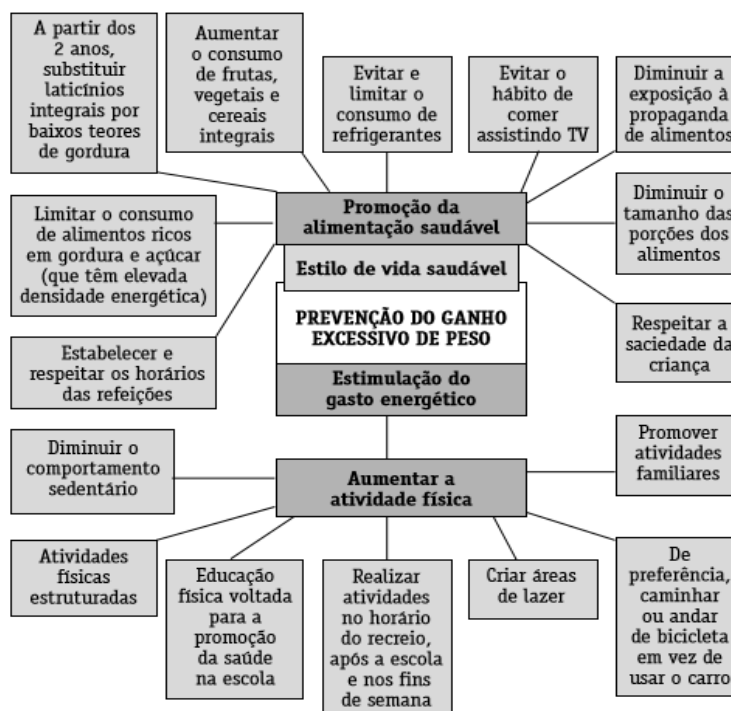 A partir dos
2 anos,
substituir
laticínios
integrais por
baixos teores
de gordura
Aumentar
o consumo
de frutas,
vegetais e
cereais
integrais
Evitar e
limitar o
consumo de
refrigerantes
Evitar o
hábito de
comer
assistindo TV
Diminuir a
exposição à
propaganda
de alimentos
Limitar o consumo
de alimentos ricos
em gordura e açúcar
(que têm elevada
densidade energética)
Promoção da
alimentação saudável
Diminuir o
tamanho das
porções dos
alimentos
Estilo de vida saudável
PREVENÇÃO DO GANHO
EXCESSIVO DE PESO
Estabelecer e
respeitar os horários
das refeições
Respeitar a
saciedade da
criança
Estimulação do
gasto energético
Diminuir o
comportamento
sedentário
Aumentar a
atividade física
Promover
atividades
familiares
Atividades
físicas
estruturadas
Educação
física voltada
para a
promoção
da saúde
na escola
Realizar
atividades
no horário
do recreio,
após a escola
e nos fins
de semana
Criar áreas
de lazer
De
preferência,
caminhar
ou andar
de bicicleta
em vez de
usar o carro